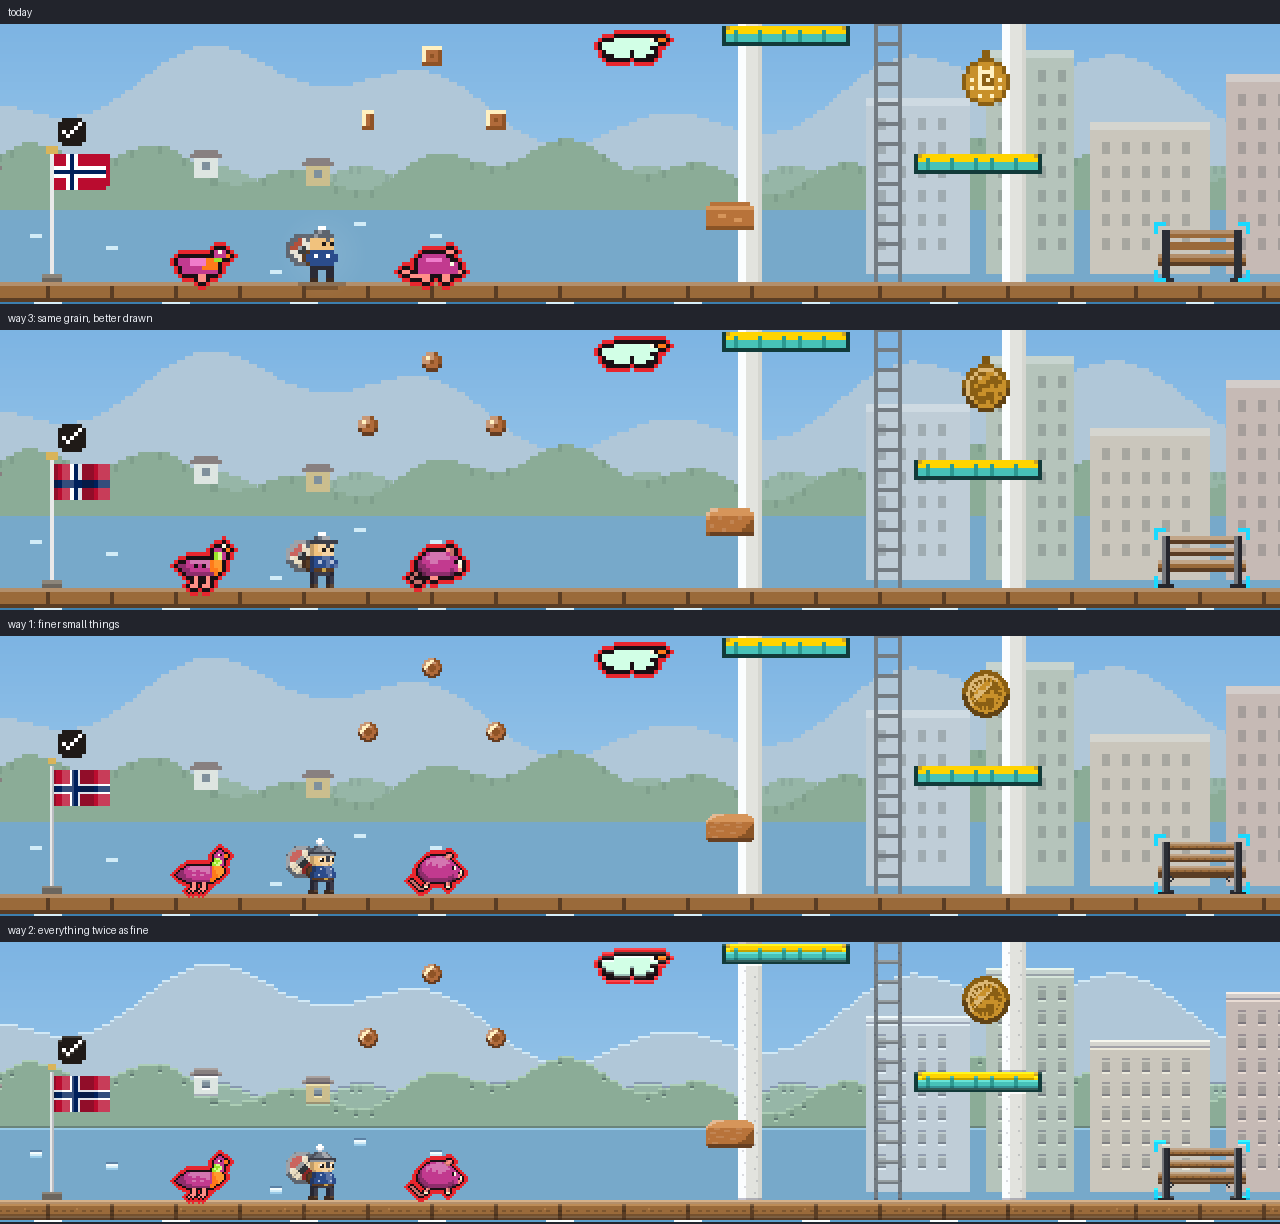 today
way 3: same grain, better drawn
way 1: finer small things
way 2: everything twice as fine